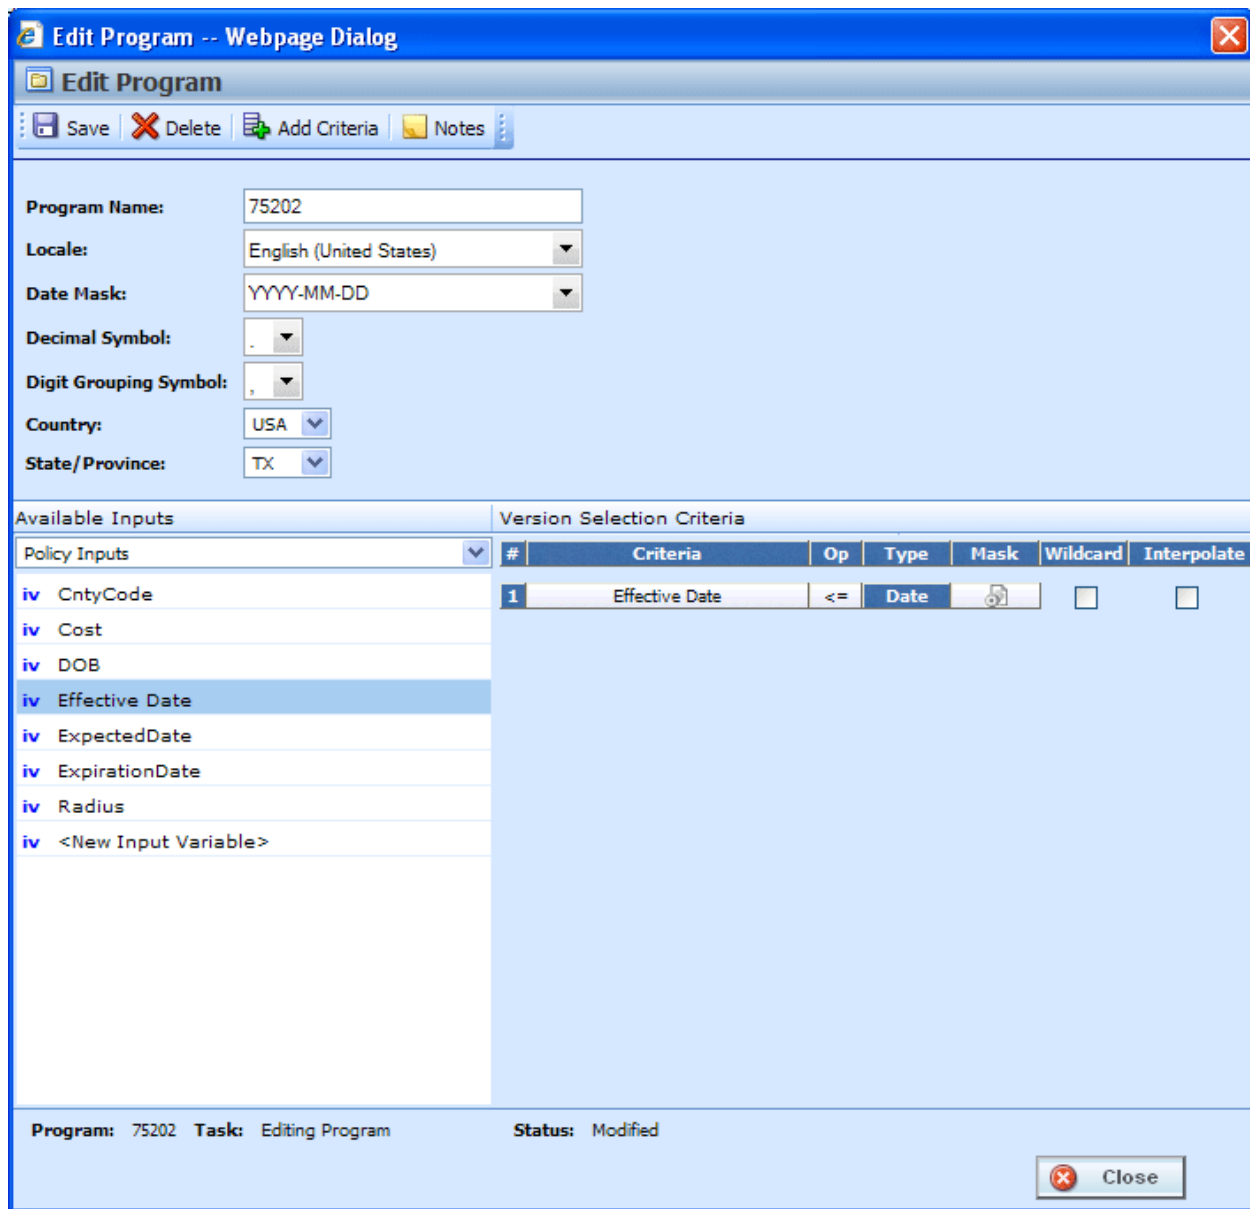 Edit Program -- Webpage Dialog
Edit Program
Save Delete Add Criteria Notes
Program Name: 75202
Locale: English (United States)
Date Mask: YYYY-MM-DD
Decimal Symbol: .
Digit Grouping Symbol: ,
Country: USA
State/Province: TX
Available Inputs Version Selection Criteria
Policy Inputs # Criteria Op Type Mask Wildcard Interpolate
iv CntyCode 1 Effective Date <= Date
iv Cost
iv DOB
iv Effective Date
iv ExpectedDate
iv ExpirationDate
iv Radius
iv <New Input Variable>
Program: 75202 Task: Editing Program Status: Modified
Close